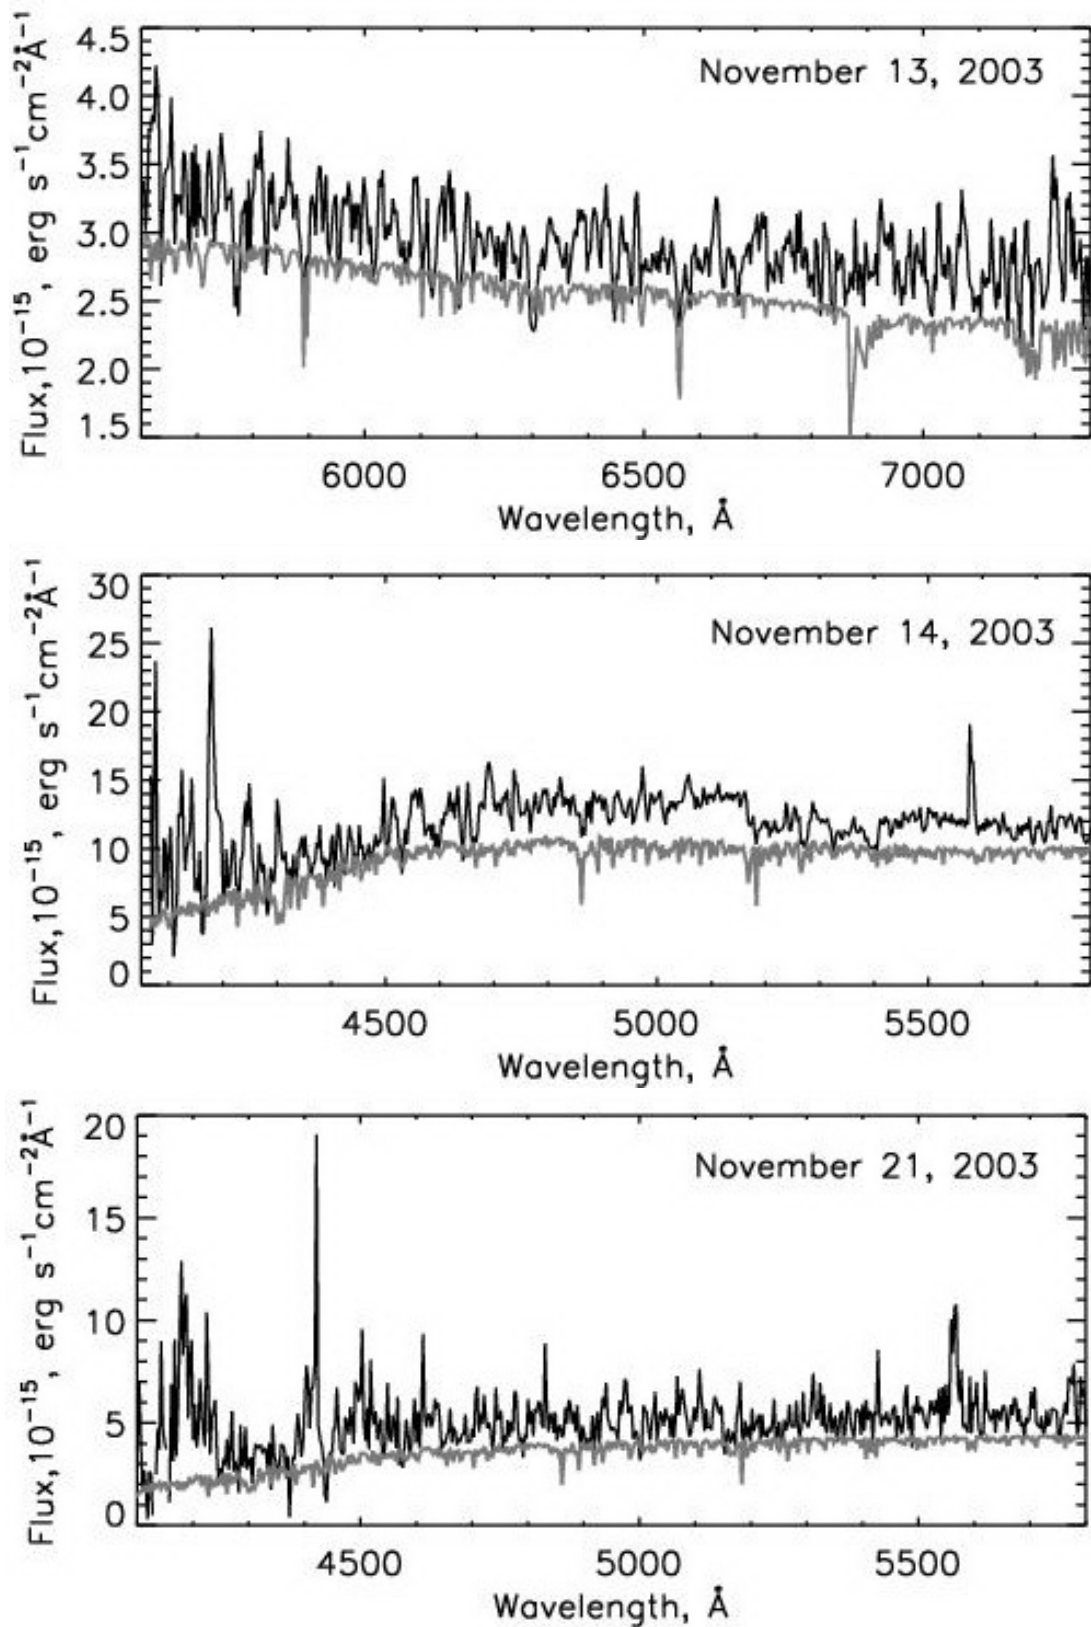 November 13, 2003
Flux,10⁻¹⁵ , erg s⁻¹cm⁻²Å⁻¹
4.5
4.0
3.5
3.0
2.5
2.0
1.5
6000 6500 7000
Wavelength, Å
November 14, 2003
Flux,10⁻¹⁵ , erg s⁻¹cm⁻²Å⁻¹
30
25
20
15
10
5
0
4500 5000 5500
Wavelength, Å
November 21, 2003
Flux,10⁻¹⁵ , erg s⁻¹cm⁻²Å⁻¹
20
15
10
5
0
4500 5000 5500
Wavelength, Å